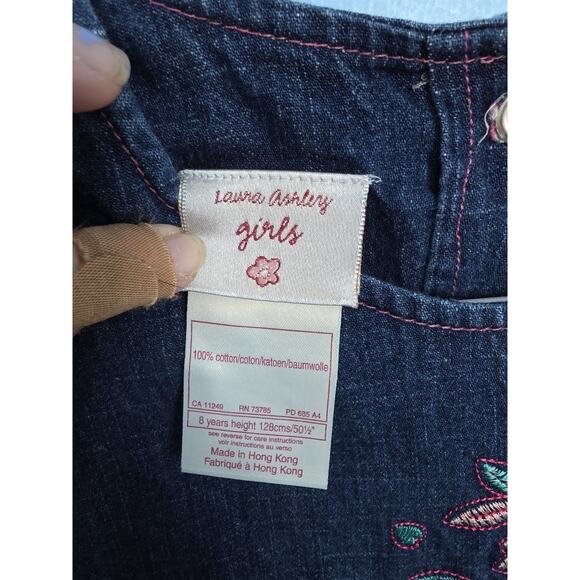 Laura Ashley
girls
100% cotton/coton/katoen/baumwolle
CA 11249 RN 73785 PD 685 A4
8 years height 128cms/50½"
see reverse for care instructions
voir instructions au verso
Made in Hong Kong
Fabriqué à Hong Kong